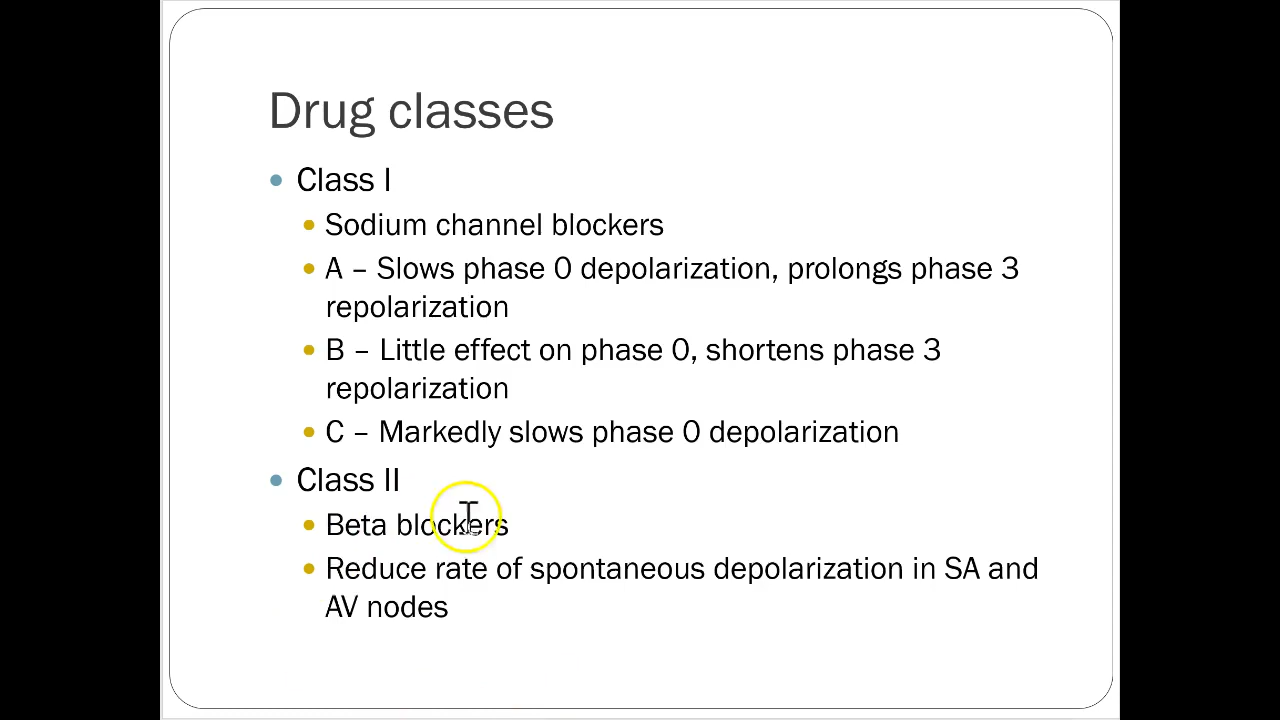 Drug classes
Class I
Sodium channel blockers
A – Slows phase 0 depolarization, prolongs phase 3
repolarization
B – Little effect on phase 0, shortens phase 3
repolarization
C – Markedly slows phase 0 depolarization
Class II
Beta blockers
Reduce rate of spontaneous depolarization in SA and
AV nodes